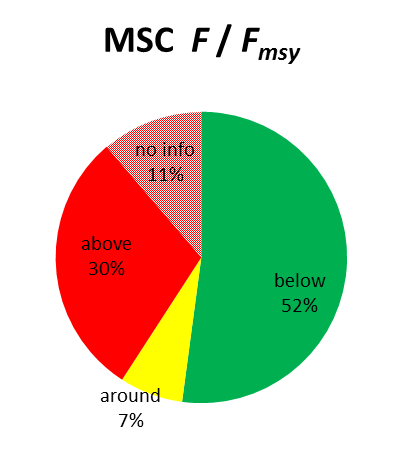 MSC F / Fmsy
no info
11%
above
30%
below
52%
around
7%